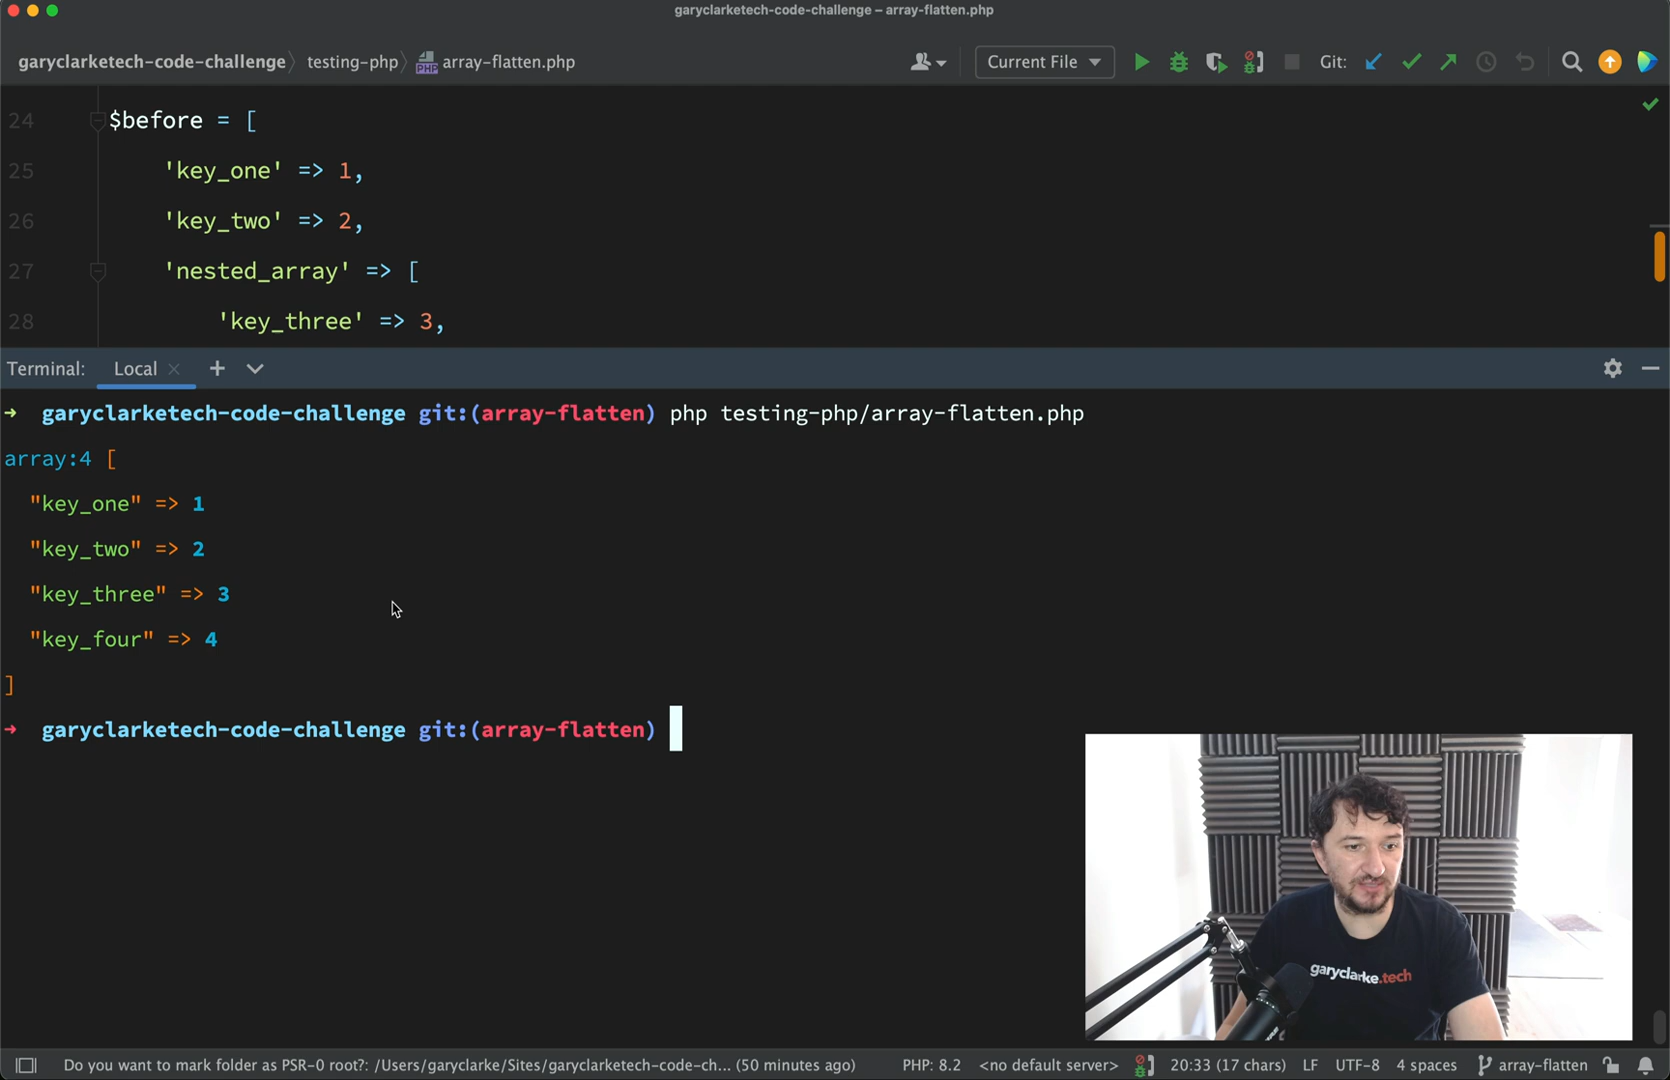 garyclarketech-code-challenge – array-flatten.php
garyclarketech-code-challenge testing-php array-flatten.php Current File Git:
24 $before = [
25 'key_one' => 1,
26 'key_two' => 2,
27 'nested_array' => [
28 'key_three' => 3,
Terminal: Local × +
→ garyclarketech-code-challenge git:(array-flatten) php testing-php/array-flatten.php
array:4 [
"key_one" => 1
"key_two" => 2
"key_three" => 3
"key_four" => 4
]
→ garyclarketech-code-challenge git:(array-flatten)
garyclarke.tech
Do you want to mark folder as PSR-0 root?: /Users/garyclarke/Sites/garyclarketech-code-ch... (50 minutes ago) PHP: 8.2 <no default server> 20:33 (17 chars) LF UTF-8 4 spaces array-flatten